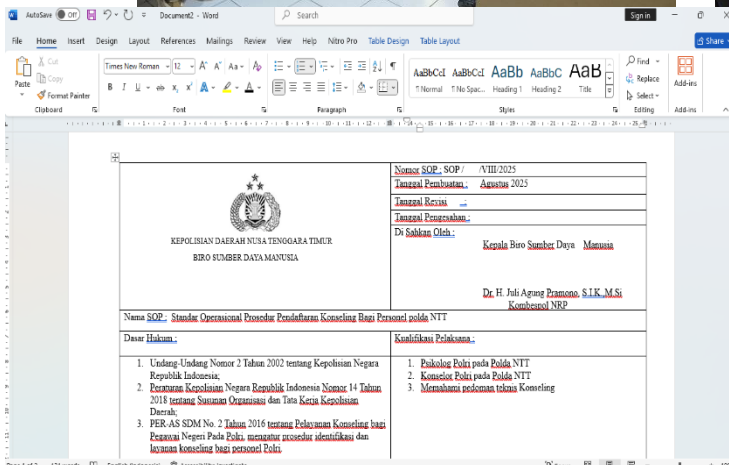 AutoSave Off Document2 - Word Search Sign in
File Home Insert Design Layout References Mailings Review View Help Nitro Pro Table Design Table Layout Share
Paste Cut Copy Format Painter
Times New Roman 12
AaBbCcI AaBbCcI AaBb AaBbC AaB
Normal No Spac... Heading 1 Heading 2 Title
Find Replace Select Add-ins
Clipboard Font Paragraph Styles Editing Add-ins
KEPOLISIAN DAERAH NUSA TENGGARA TIMUR
BIRO SUMBER DAYA MANUSIA
Nomor SOP : SOP / /VIII/2025
Tanggal Pembuatan : Agustus 2025
Tanggal Revisi :
Tanggal Pengesahan :
Di Sahkan Oleh :
Kepala Biro Sumber Daya Manusia
Dr. H. Juli Agung Pramono, S.I.K.,M.Si
Kombespol NRP
Nama SOP : Standar Operasional Prosedur Pendaftaran Konseling Bagi Personel polda NTT
Dasar Hukum :
1. Undang-Undang Nomor 2 Tahun 2002 tentang Kepolisian Negara
Republik Indonesia;
2. Peraturan Kepolisian Negara Republik Indonesia Nomor 14 Tahun
2018 tentang Susunan Organisasi dan Tata Kerja Kepolisian
Daerah;
3. PER-AS SDM No. 2 Tahun 2016 tentang Pelayanan Konseling bagi
Pegawai Negeri Pada Polri, mengatur prosedur identifikasi dan
layanan konseling bagi personel Polri.
Kualifikasi Pelaksana :
1. Psikolog Polri pada Polda NTT
2. Konselor Polri pada Polda NTT
3. Memahami pedoman teknis Konseling